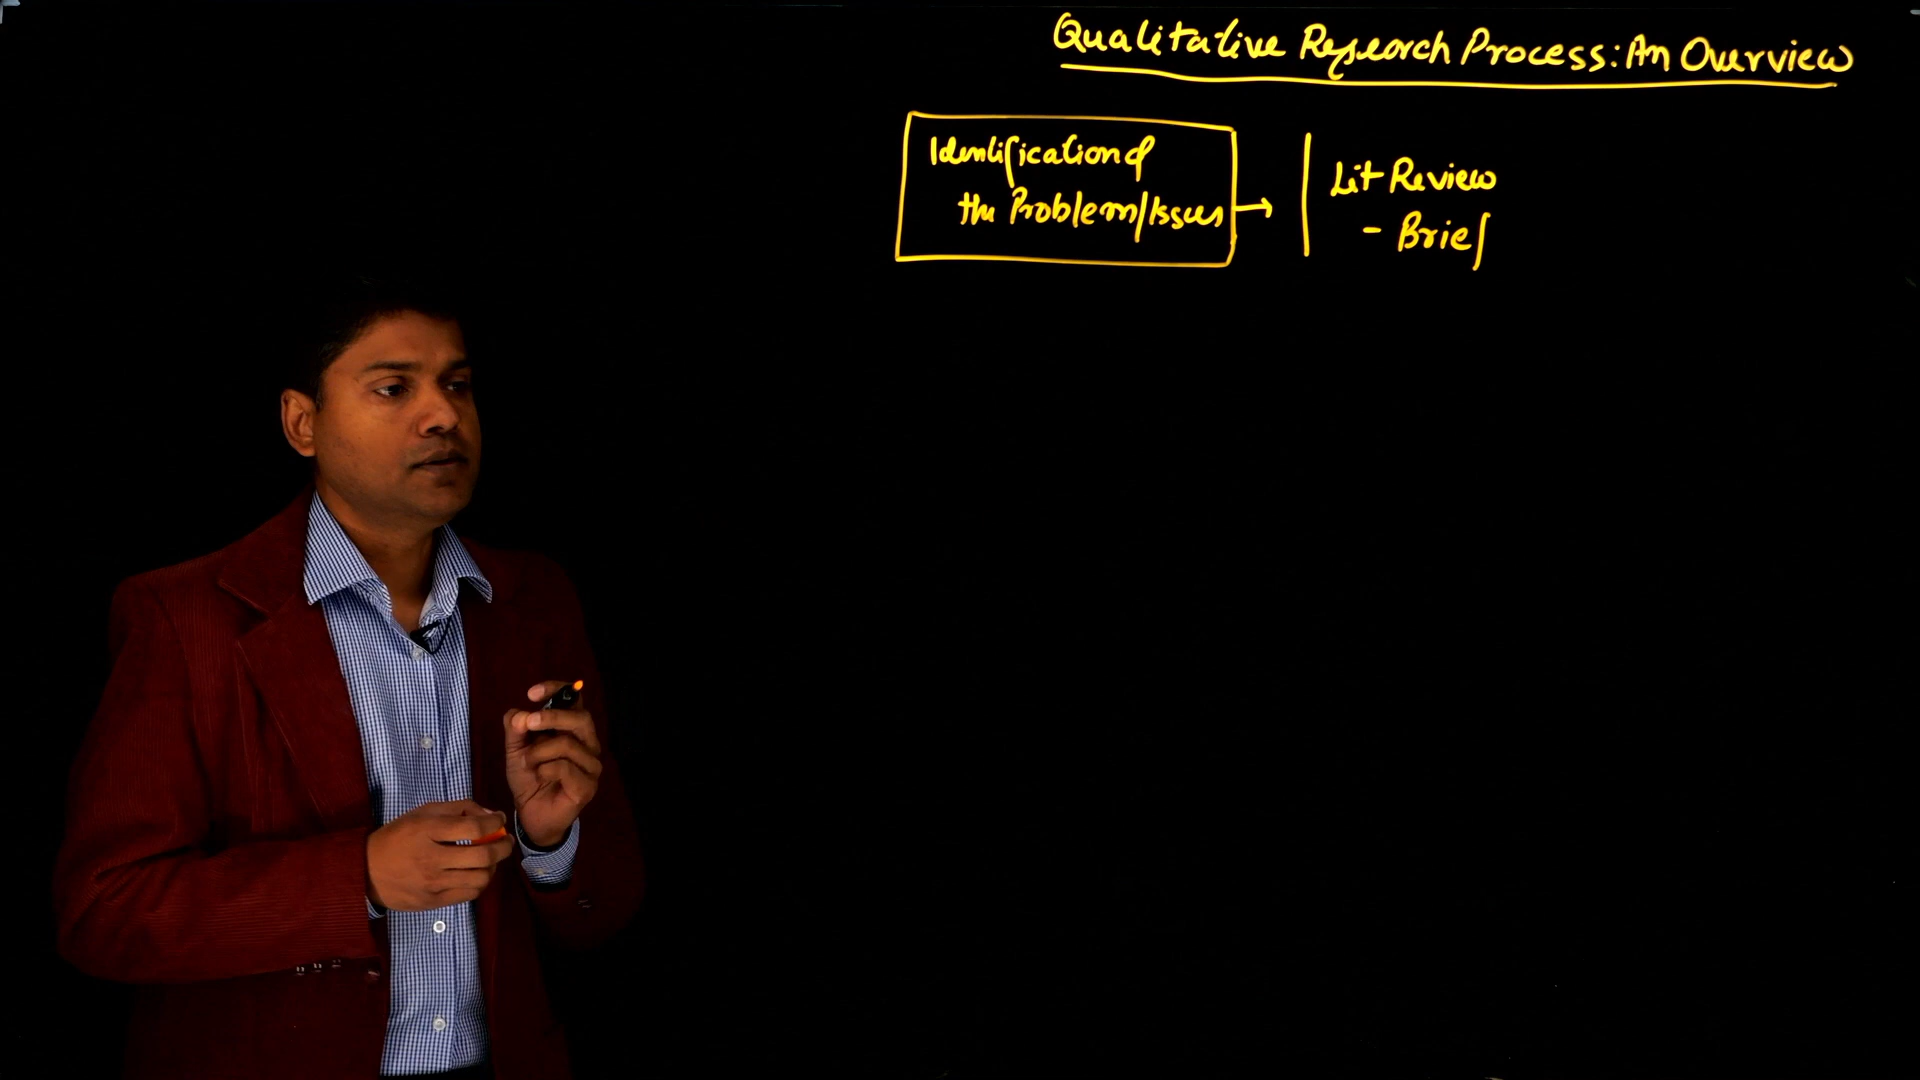 Qualitative Research Process: An Overview
Identification of
the Problem/Issues
Lit Review
- Brief